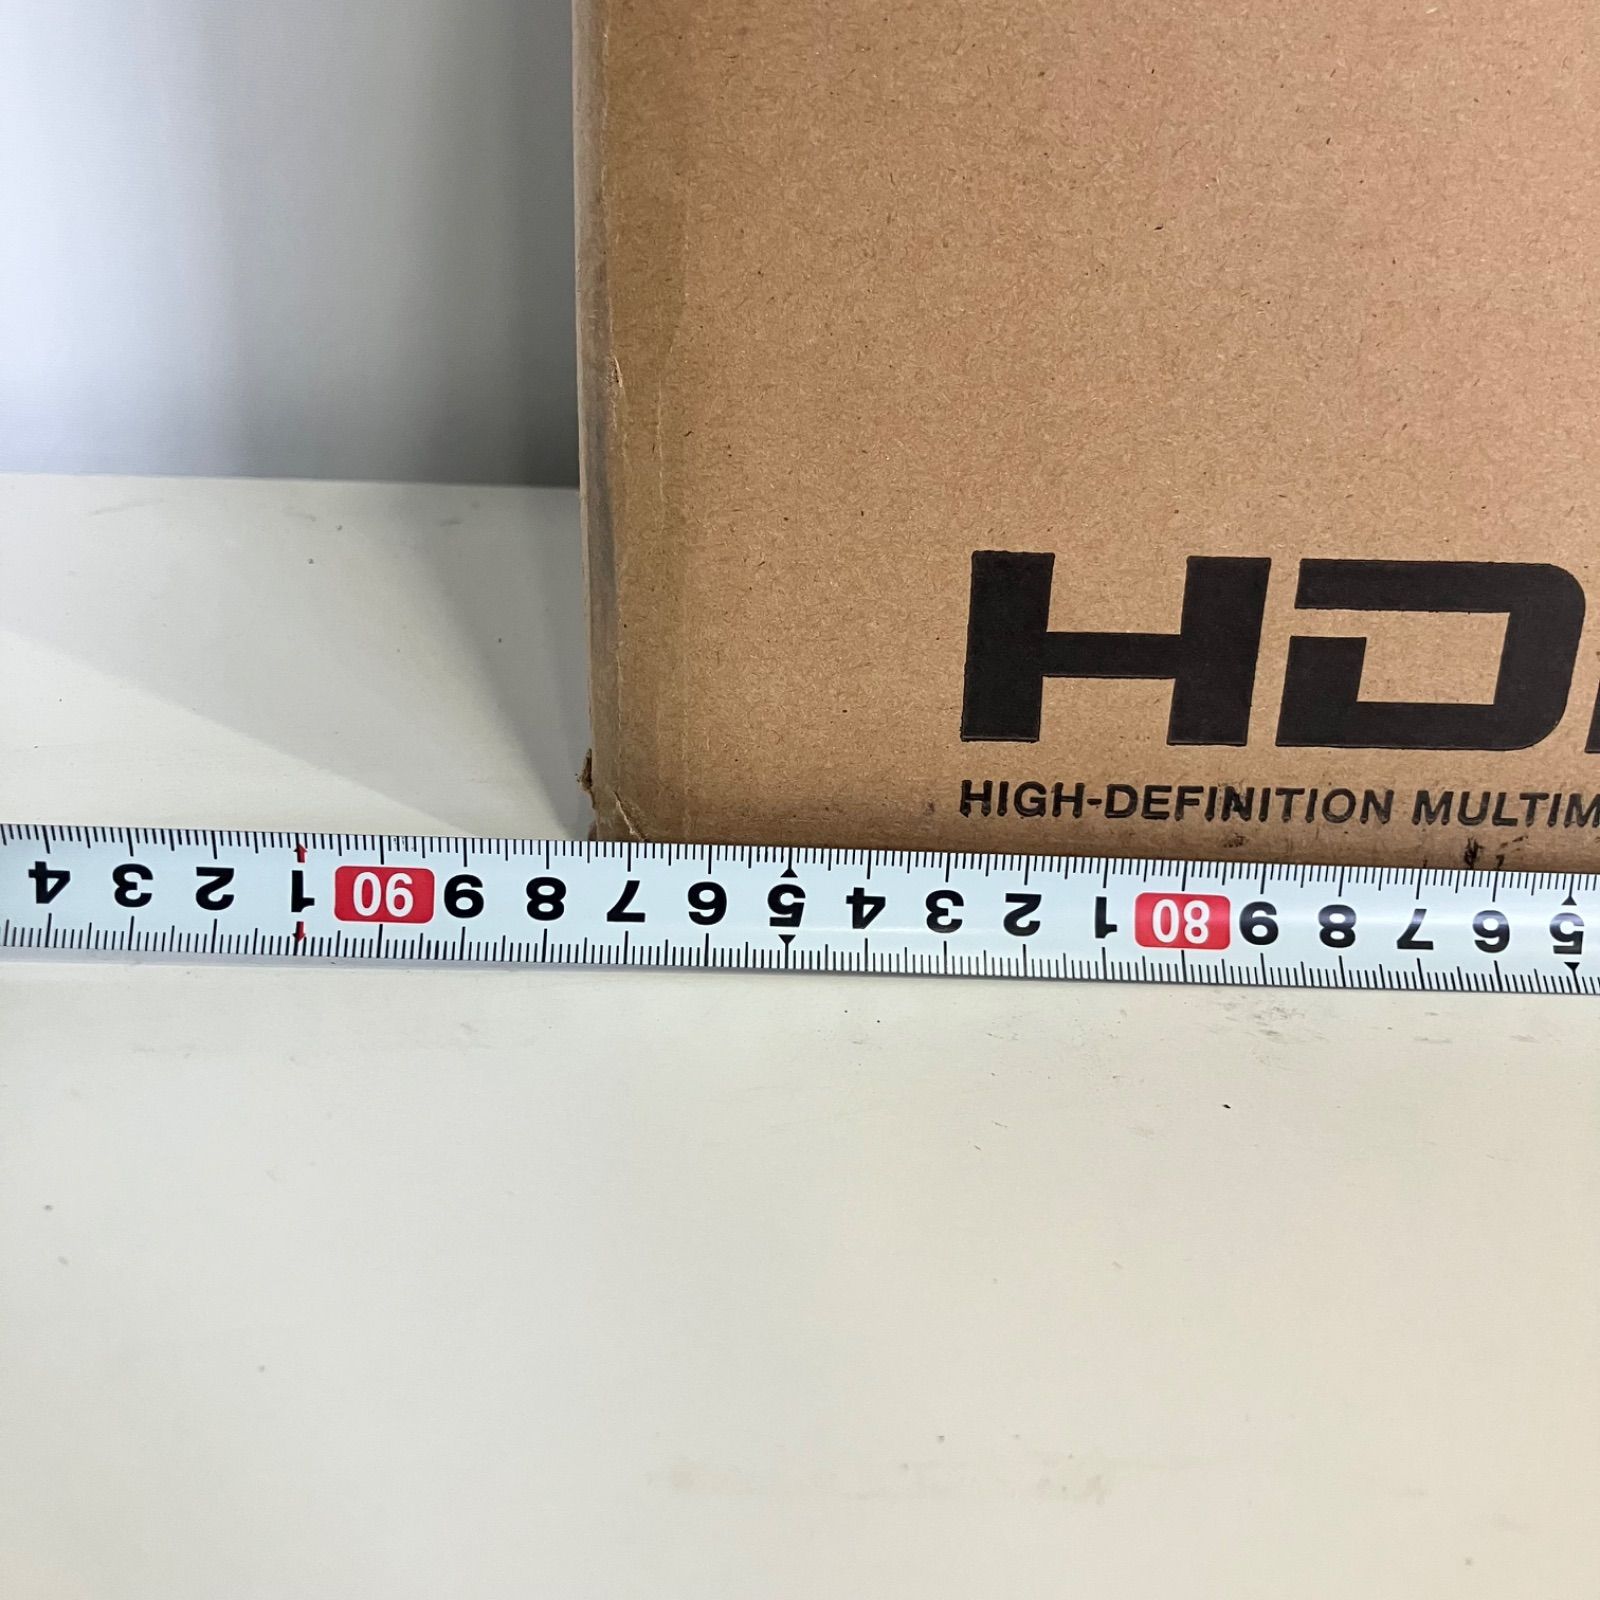 HD
HIGH-DEFINITION MULTIM
4 3 2 1 90 9 8 7 6 5 4 3 2 1 80 9 8 7 6 5